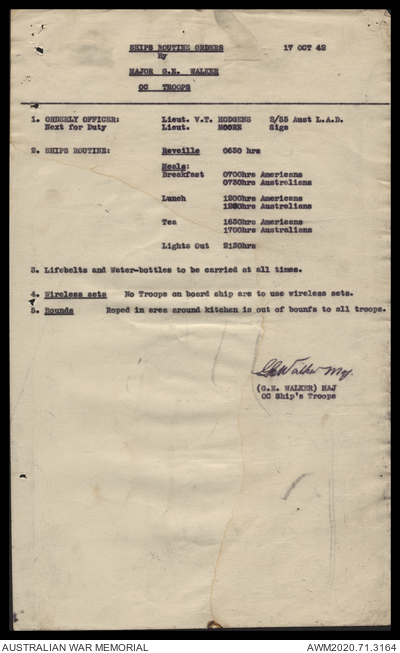 SHIPS ROUTINE ORDERS 17 OCT 42
By
MAJOR G.E. WALKER
OC TROOPS
1. ORDERLY OFFICER: Lieut. V.T. HODGENS 2/55 Aust L.A.D.
Next for Duty Lieut. MOORE Sigs
2. SHIPS ROUTINE: Reveille 0630 hrs
Meals:
Breakfast 0700hrs Americans
0730hrs Australians
Lunch 1200hrs Americans
1230hrs Australians
Tea 1630hrs Americans
1700hrs Australians
Lights Out 2130hrs
3. Lifebelts and Water-bottles to be carried at all times.
4. Wireless sets No Troops on board ship are to use wireless sets.
5. Bounds Roped in area around kitchen is out of bounfs to all troops.
GEWalker Maj.
(G.E. WALKER) MAJ
OC Ship's Troops
AUSTRALIAN WAR MEMORIAL AWM2020.71.3164